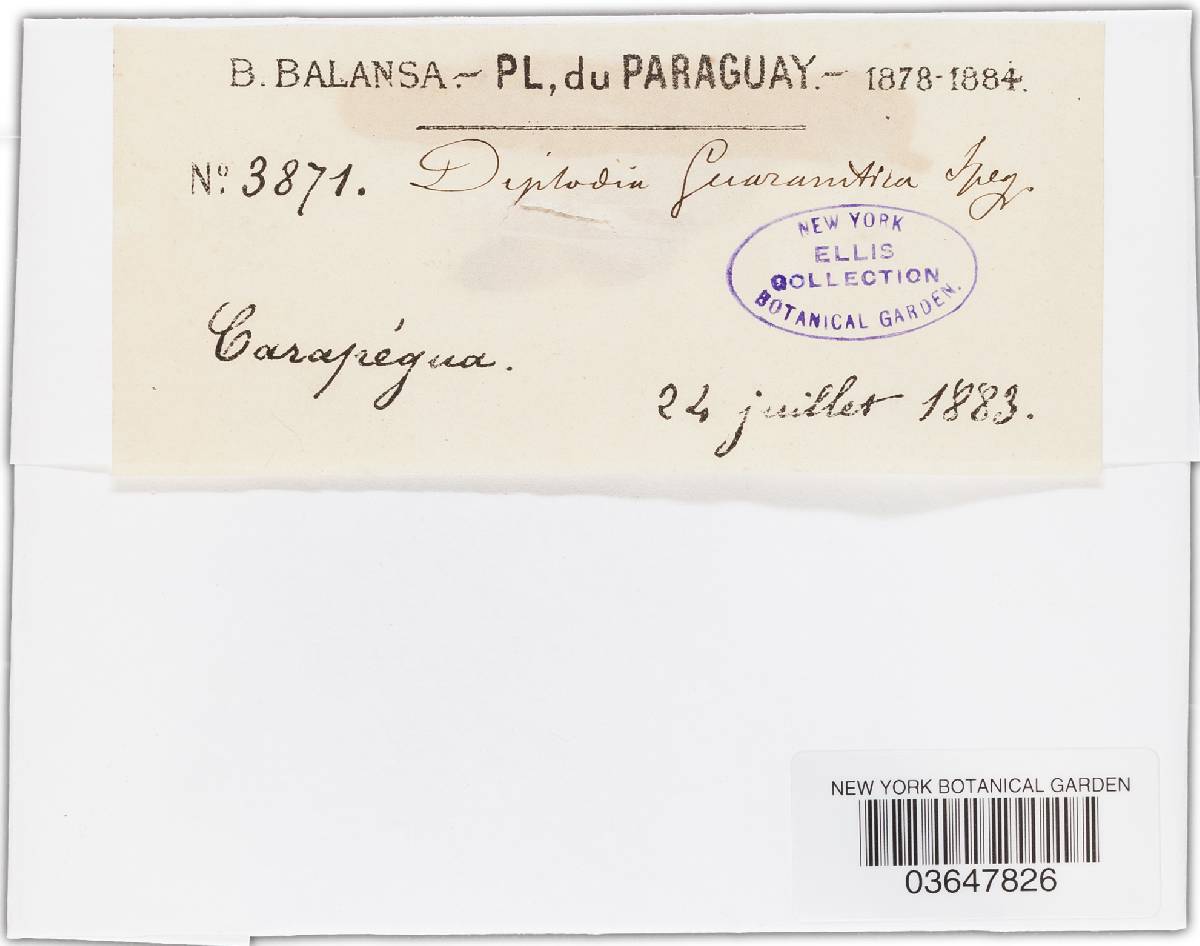 B. BALANSA.- PL, du PARAGUAY.- 1878-1884.
Nº 3871. Diplodia Guaranitica Speg.
NEW YORK
ELLIS
COLLECTION
BOTANICAL GARDEN.
Carapégua.
24 juillet 1883.
NEW YORK BOTANICAL GARDEN
03647826